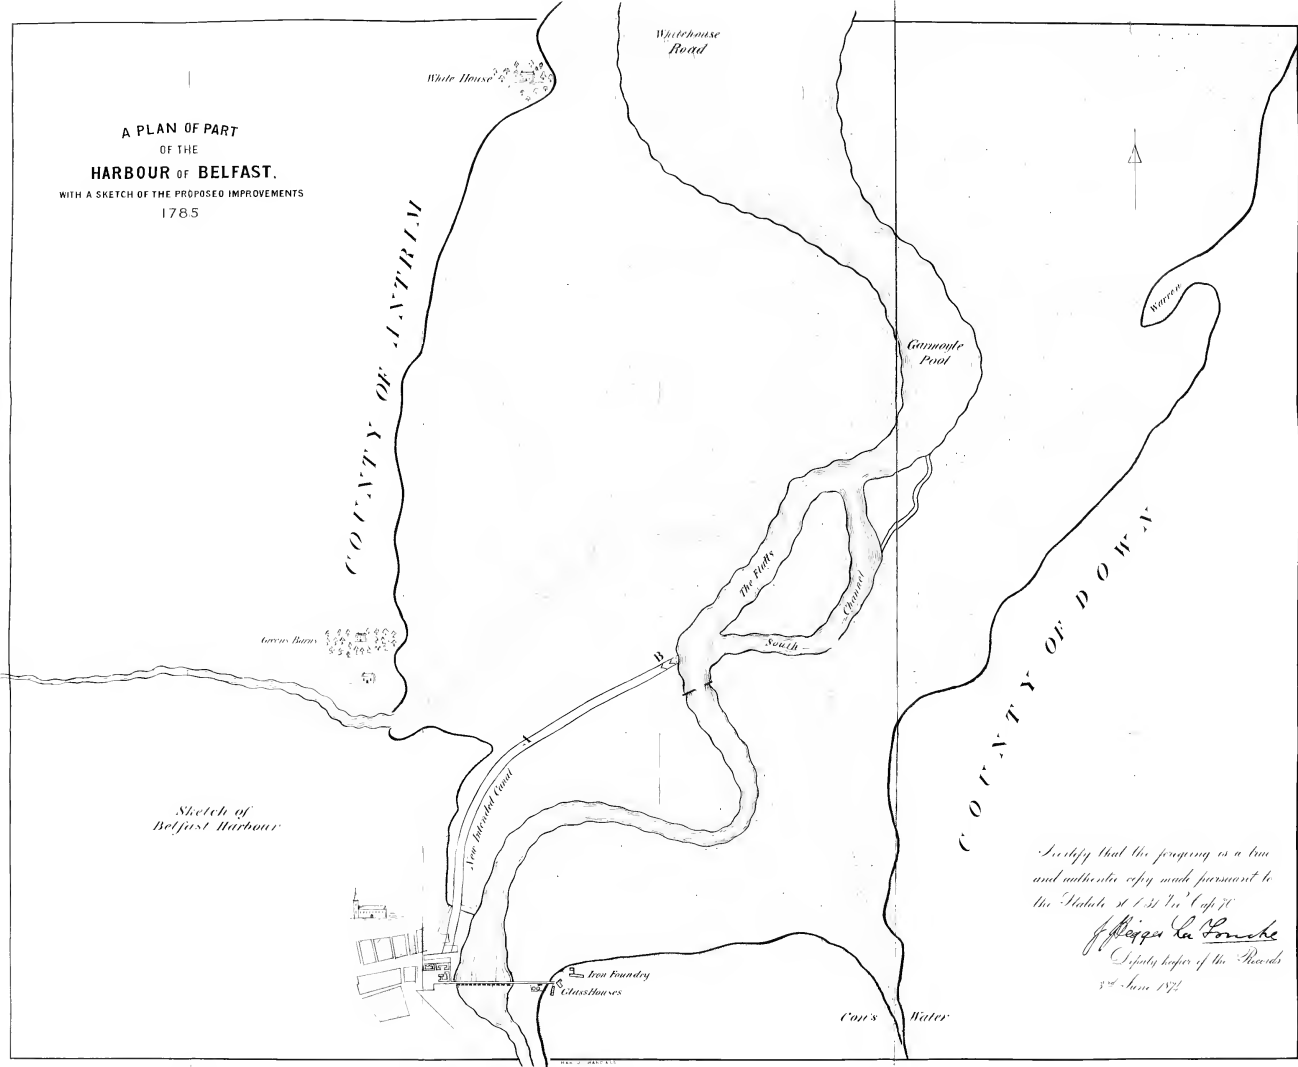 A PLAN OF PART
OF THE
HARBOUR OF BELFAST,
WITH A SKETCH OF THE PROPOSED IMPROVEMENTS
1785
Whitehouse
Road
White House
COUNTY OF ANTRIM
Warren
Garmoyle
Pool
The Flatts
South Channel
COUNTY OF DOWN
Greens Barns
B
A
New Intended Canal
Sketch of
Belfast Harbour
Iron Foundry
Glass Houses
Con's Water
I certify that the foregoing is a true
and authentic copy made pursuant to
the Statute
Deputy keeper of the Records
3rd June